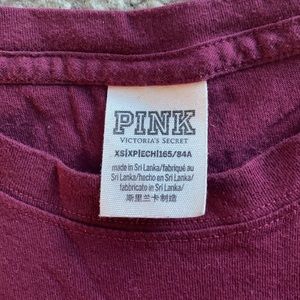 PINK
VICTORIA'S SECRET
XS|XP|ECH|165/84A
made in Sri Lanka/fabriqué au
Sri Lanka/hecho en Sri Lanka/
fabbricato in Sri Lanka/
斯里兰卡制造